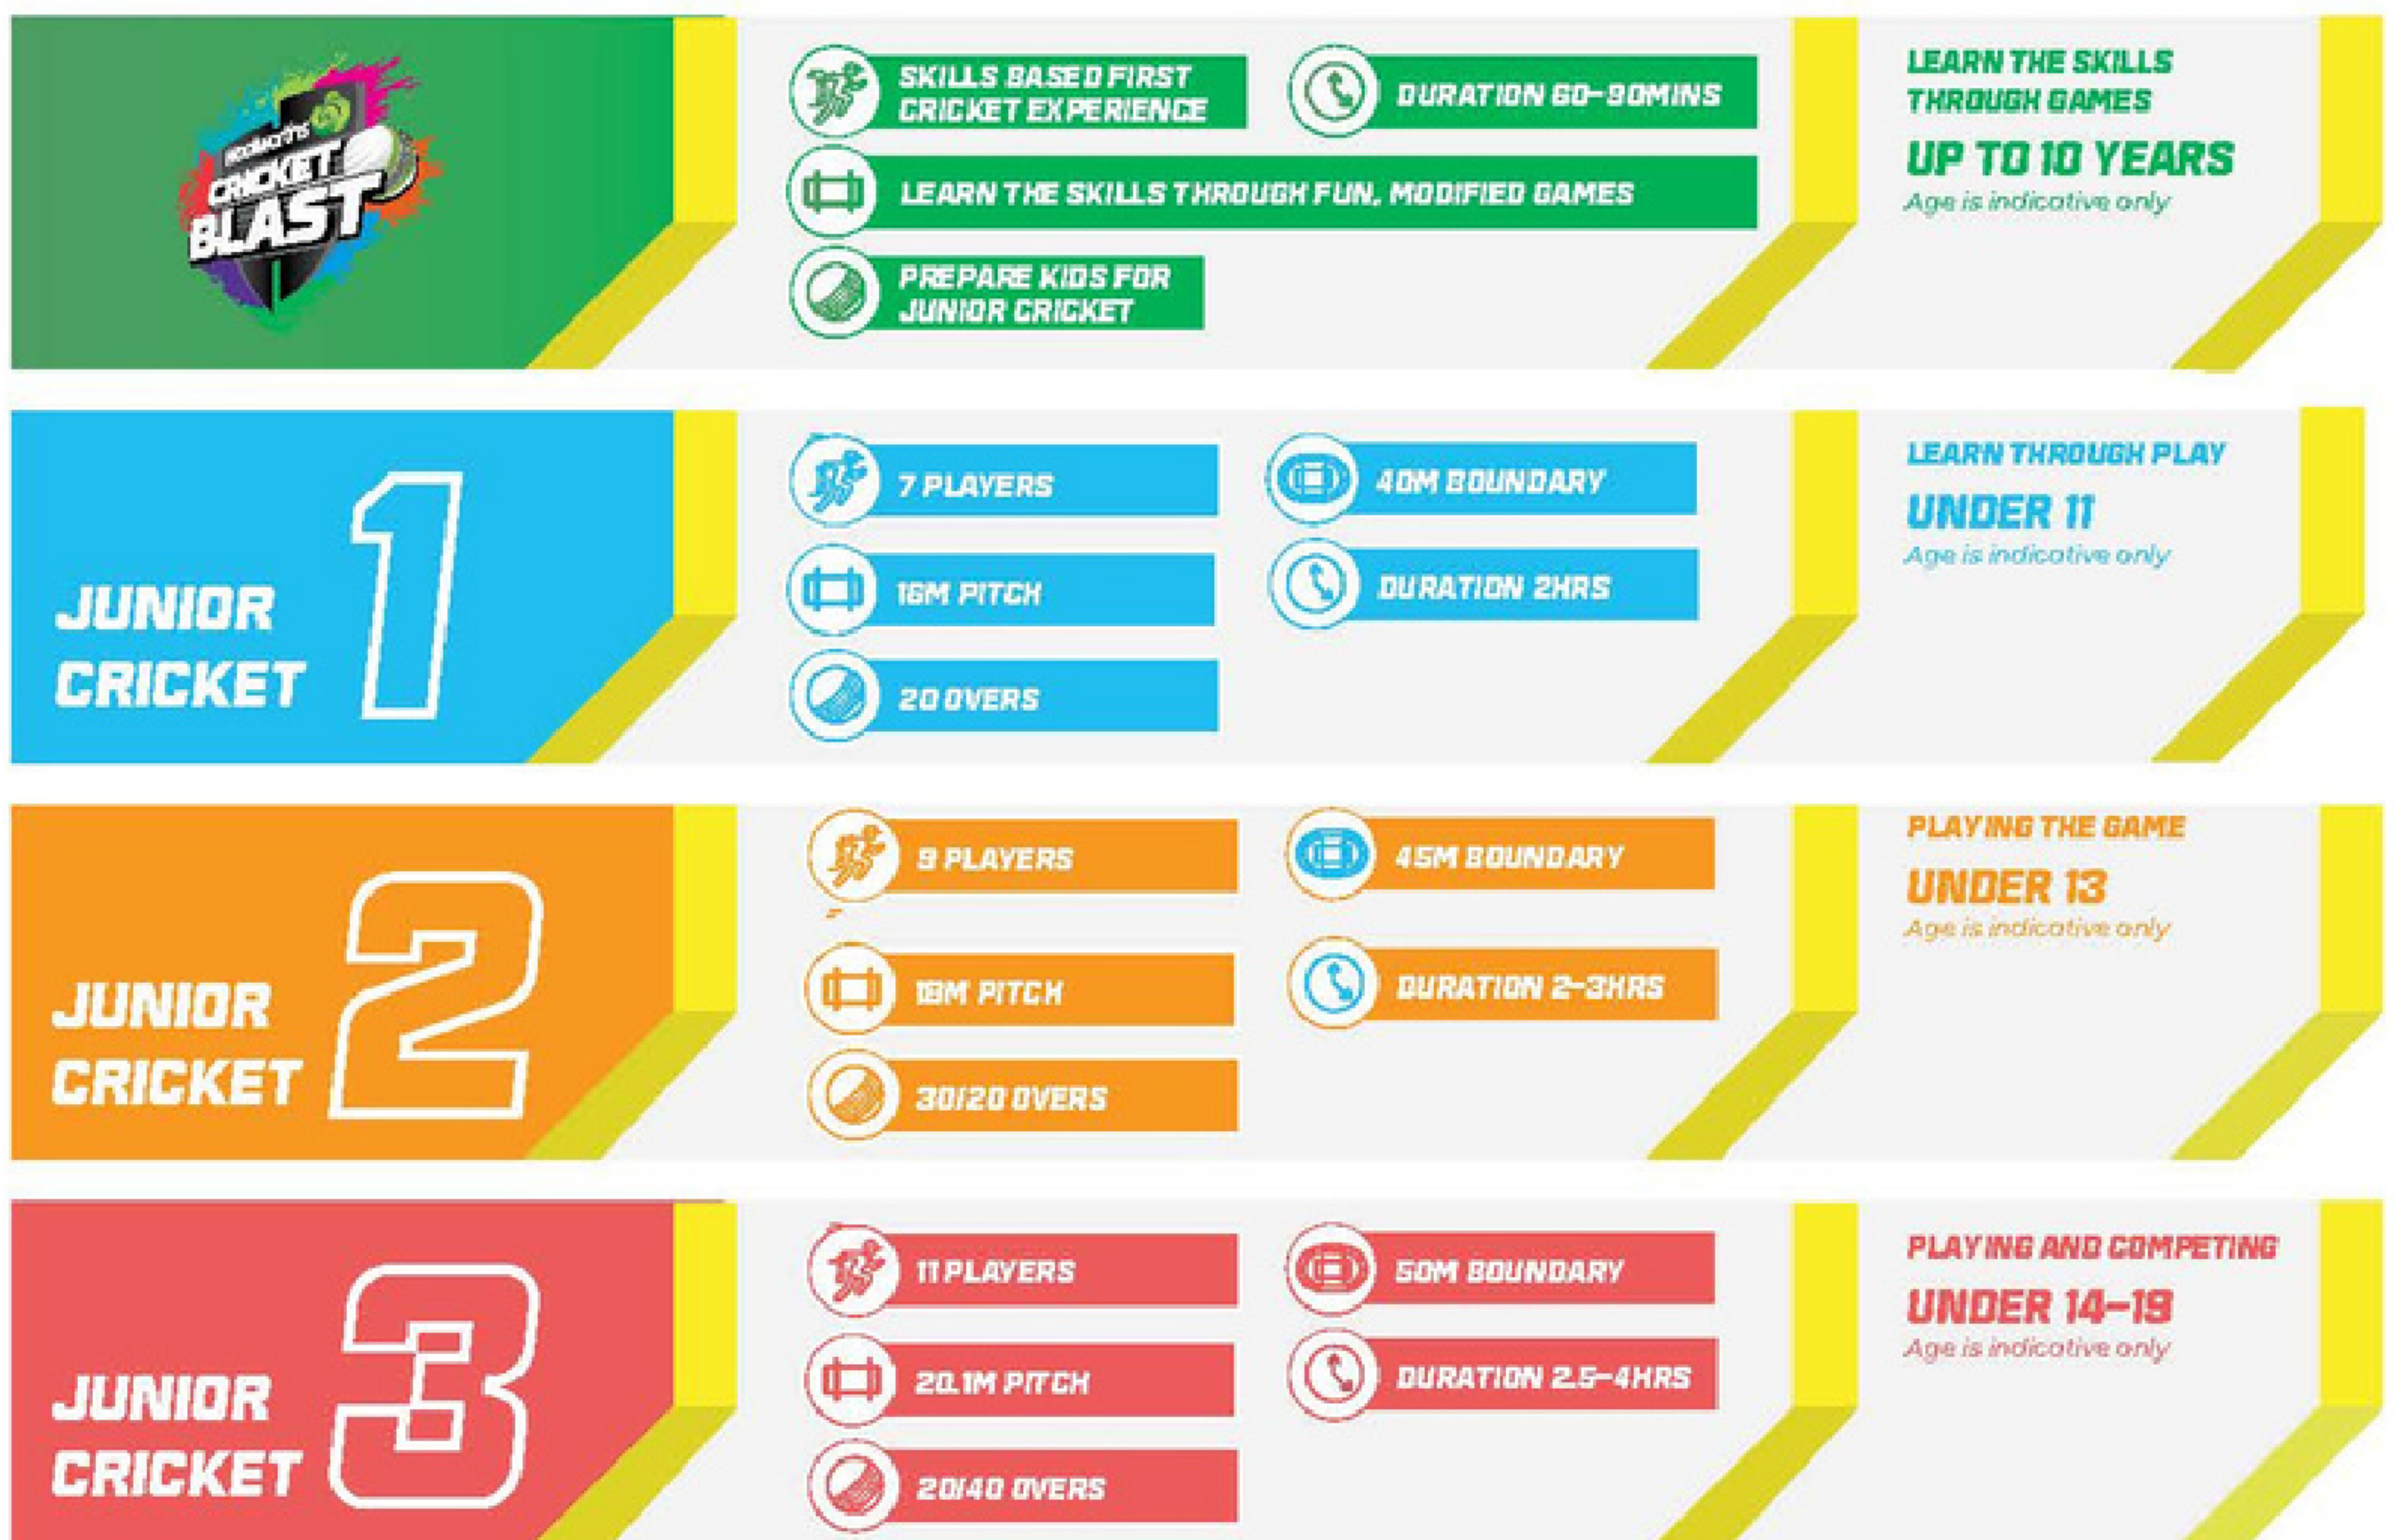 woolworths
CRICKET
BLAST
SKILLS BASED FIRST
CRICKET EXPERIENCE
DURATION 60-90MINS
LEARN THE SKILLS THROUGH FUN, MODIFIED GAMES
PREPARE KIDS FOR
JUNIOR CRICKET
LEARN THE SKILLS
THROUGH GAMES
UP TO 10 YEARS
Age is indicative only
JUNIOR
CRICKET
1
7 PLAYERS
40M BOUNDARY
16M PITCH
DURATION 2HRS
20 OVERS
LEARN THROUGH PLAY
UNDER 11
Age is indicative only
JUNIOR
CRICKET
2
9 PLAYERS
45M BOUNDARY
18M PITCH
DURATION 2-3HRS
30/20 OVERS
PLAYING THE GAME
UNDER 13
Age is indicative only
JUNIOR
CRICKET
3
11 PLAYERS
50M BOUNDARY
20.1M PITCH
DURATION 2.5-4HRS
20/40 OVERS
PLAYING AND COMPETING
UNDER 14-19
Age is indicative only